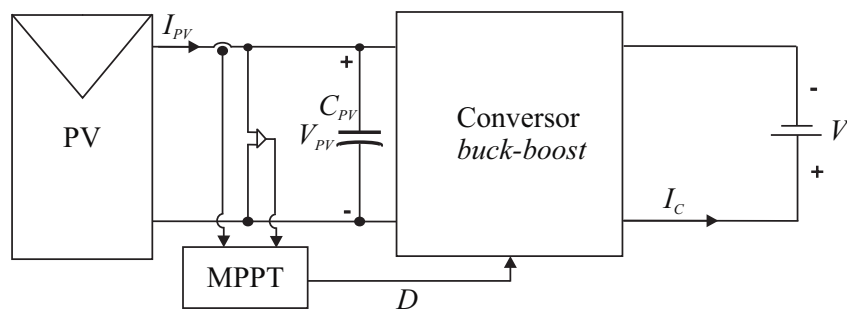 I_PV
PV
+
C_PV
V_PV
-
Conversor
buck-boost
-
V
+
I_C
MPPT
D